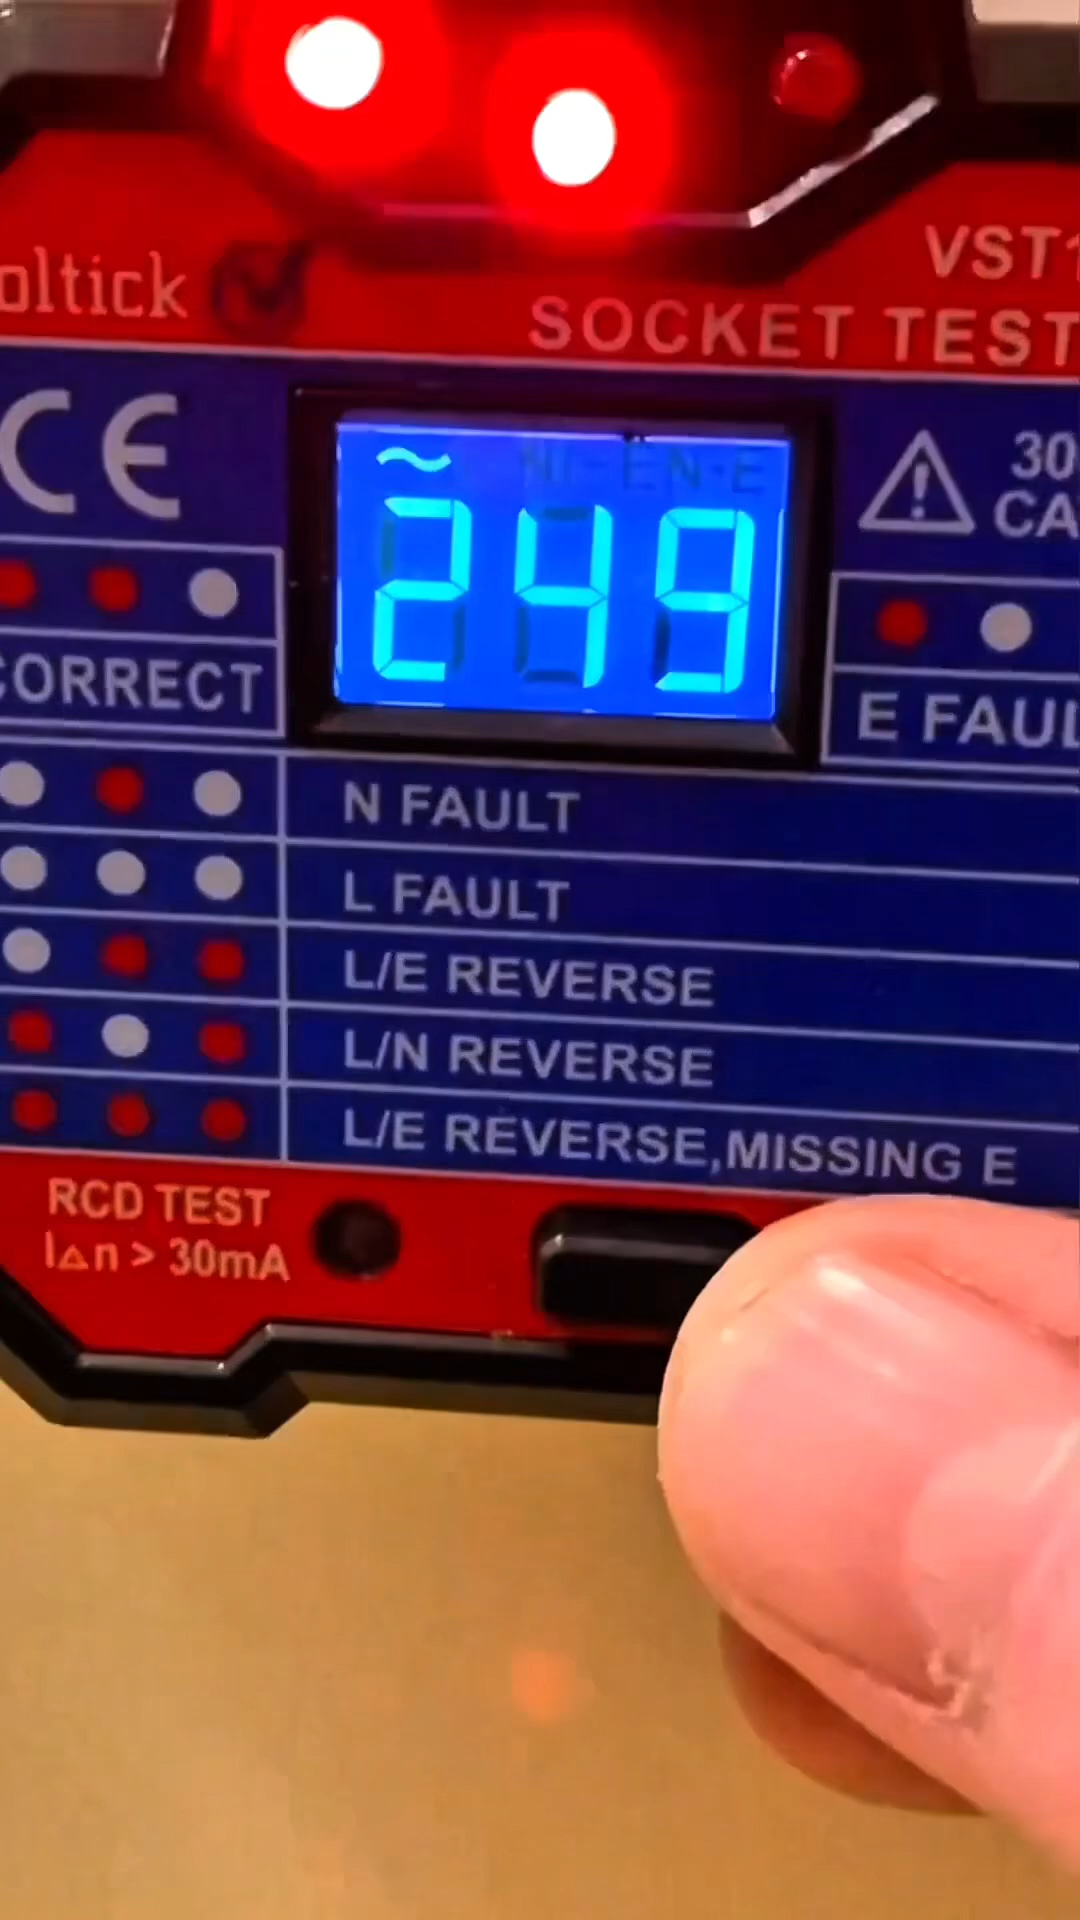 oltick
VST1
SOCKET TEST
CE
~
249
30
CA
CORRECT
E FAUL
N FAULT
L FAULT
L/E REVERSE
L/N REVERSE
L/E REVERSE,MISSING E
RCD TEST
I△n > 30mA